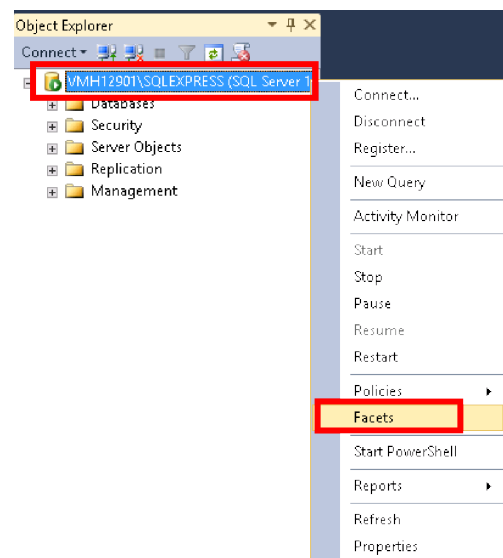 Object Explorer
Connect
VMH12901\SQLEXPRESS (SQL Server 1
Databases
Security
Server Objects
Replication
Management
Connect...
Disconnect
Register...
New Query
Activity Monitor
Start
Stop
Pause
Resume
Restart
Policies
Facets
Start PowerShell
Reports
Refresh
Properties